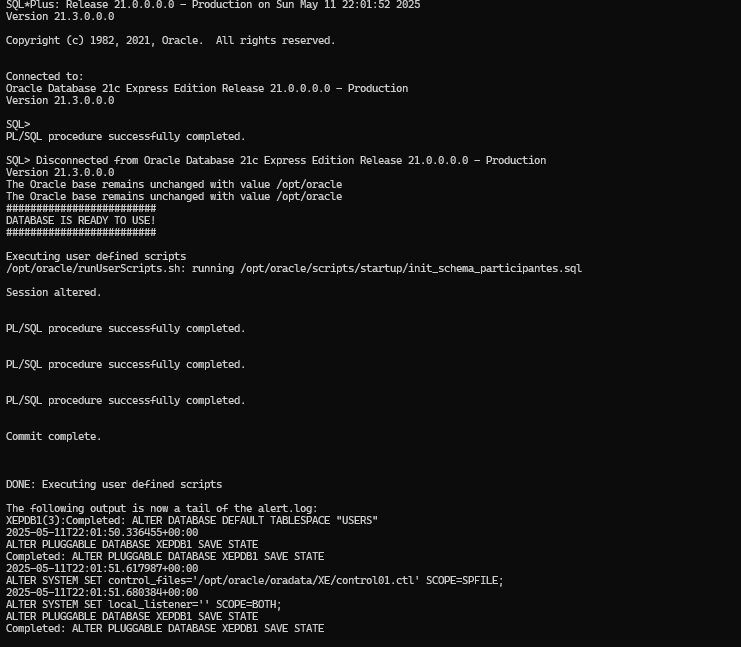 SQL*Plus: Release 21.0.0.0.0 - Production on Sun May 11 22:01:52 2025
Version 21.3.0.0.0
Copyright (c) 1982, 2021, Oracle.  All rights reserved.
Connected to:
Oracle Database 21c Express Edition Release 21.0.0.0.0 - Production
Version 21.3.0.0.0
SQL>
PL/SQL procedure successfully completed.
SQL> Disconnected from Oracle Database 21c Express Edition Release 21.0.0.0.0 - Production
Version 21.3.0.0.0
The Oracle base remains unchanged with value /opt/oracle
The Oracle base remains unchanged with value /opt/oracle
#########################
DATABASE IS READY TO USE!
#########################
Executing user defined scripts
/opt/oracle/runUserScripts.sh: running /opt/oracle/scripts/startup/init_schema_participantes.sql
Session altered.
PL/SQL procedure successfully completed.
PL/SQL procedure successfully completed.
PL/SQL procedure successfully completed.
Commit complete.
DONE: Executing user defined scripts
The following output is now a tail of the alert.log:
XEPDB1(3):Completed: ALTER DATABASE DEFAULT TABLESPACE "USERS"
2025-05-11T22:01:50.336455+00:00
ALTER PLUGGABLE DATABASE XEPDB1 SAVE STATE
Completed: ALTER PLUGGABLE DATABASE XEPDB1 SAVE STATE
2025-05-11T22:01:51.617987+00:00
ALTER SYSTEM SET control_files='/opt/oracle/oradata/XE/control01.ctl' SCOPE=SPFILE;
2025-05-11T22:01:51.680384+00:00
ALTER SYSTEM SET local_listener='' SCOPE=BOTH;
ALTER PLUGGABLE DATABASE XEPDB1 SAVE STATE
Completed: ALTER PLUGGABLE DATABASE XEPDB1 SAVE STATE